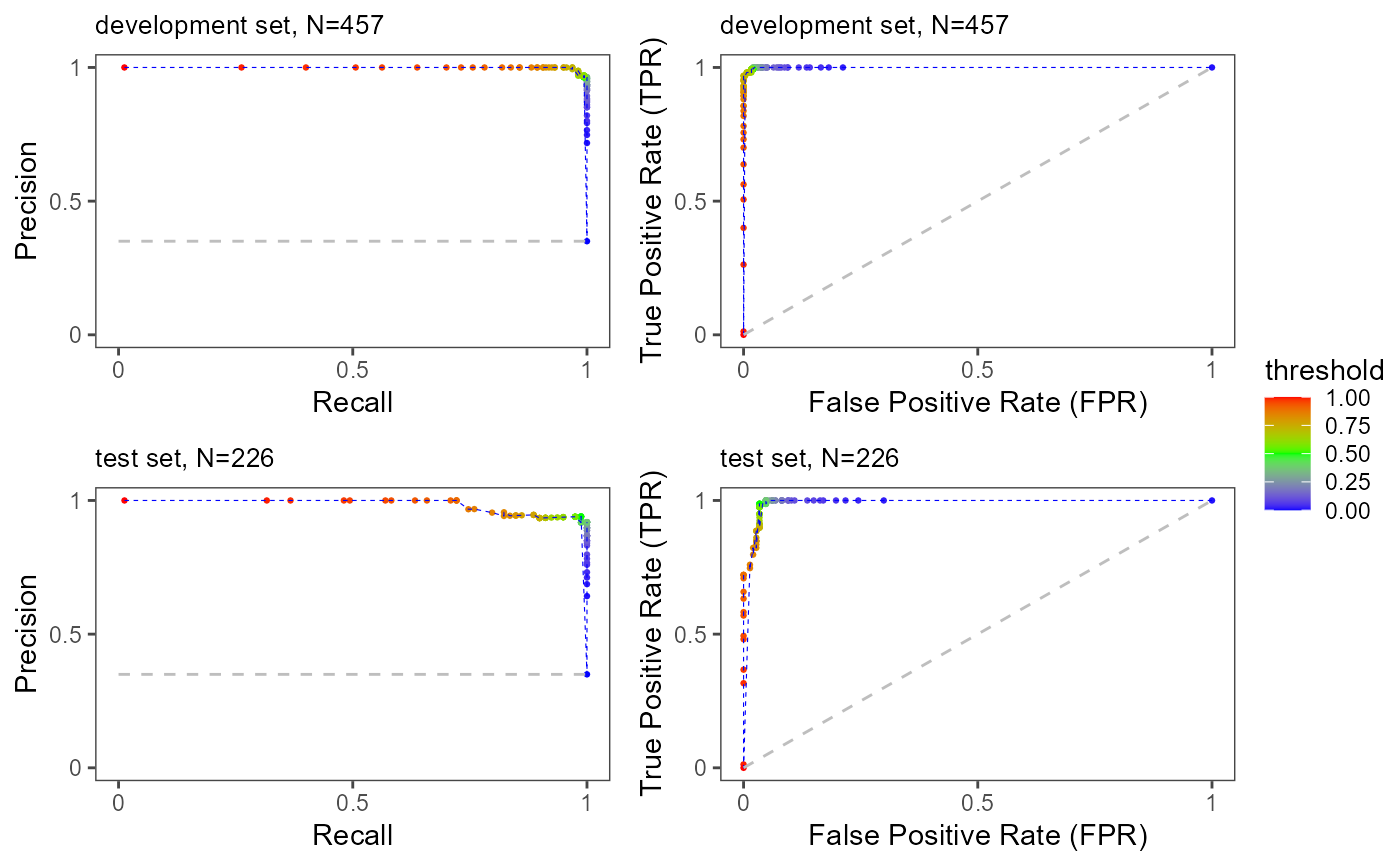 development set, N=457
1
0.5
0
Precision
0
0.5
1
Recall
development set, N=457
1
0.5
0
True Positive Rate (TPR)
0
0.5
1
False Positive Rate (FPR)
threshold
1.00
0.75
0.50
0.25
0.00
test set, N=226
1
0.5
0
Precision
0
0.5
1
Recall
test set, N=226
1
0.5
0
True Positive Rate (TPR)
0
0.5
1
False Positive Rate (FPR)